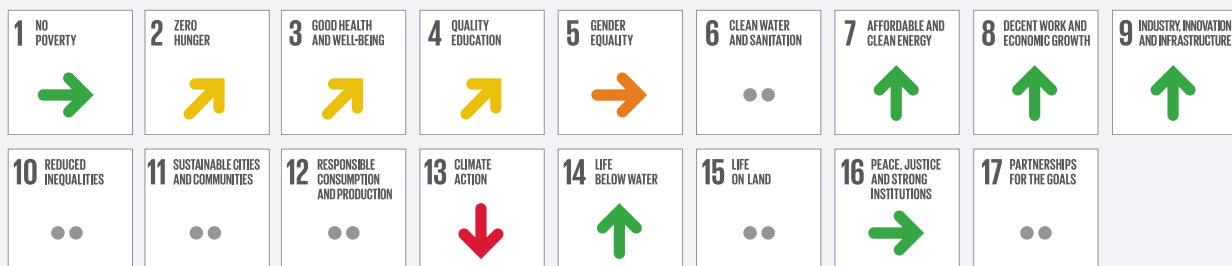 1 NO
POVERTY
2 ZERO
HUNGER
3 GOOD HEALTH
AND WELL-BEING
4 QUALITY
EDUCATION
5 GENDER
EQUALITY
6 CLEAN WATER
AND SANITATION
7 AFFORDABLE AND
CLEAN ENERGY
8 DECENT WORK AND
ECONOMIC GROWTH
9 INDUSTRY, INNOVATION
AND INFRASTRUCTURE
10 REDUCED
INEQUALITIES
11 SUSTAINABLE CITIES
AND COMMUNITIES
12 RESPONSIBLE
CONSUMPTION
AND PRODUCTION
13 CLIMATE
ACTION
14 LIFE
BELOW WATER
15 LIFE
ON LAND
16 PEACE, JUSTICE
AND STRONG
INSTITUTIONS
17 PARTNERSHIPS
FOR THE GOALS